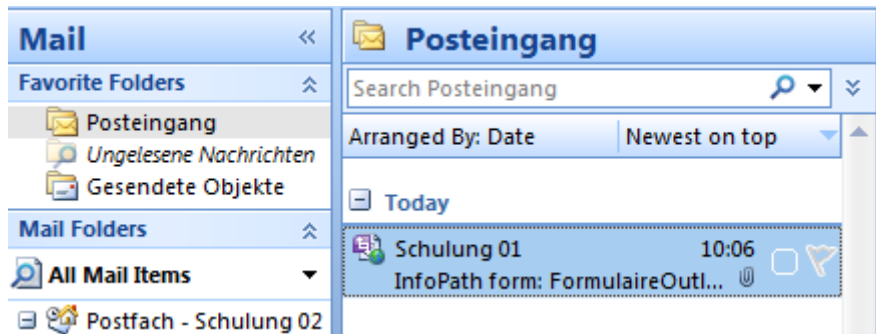 Mail
Favorite Folders
Posteingang
Ungelesene Nachrichten
Gesendete Objekte
Mail Folders
All Mail Items
Postfach - Schulung 02
Posteingang
Search Posteingang
Arranged By: Date Newest on top
Today
Schulung 01 10:06
InfoPath form: FormulaireOutl...